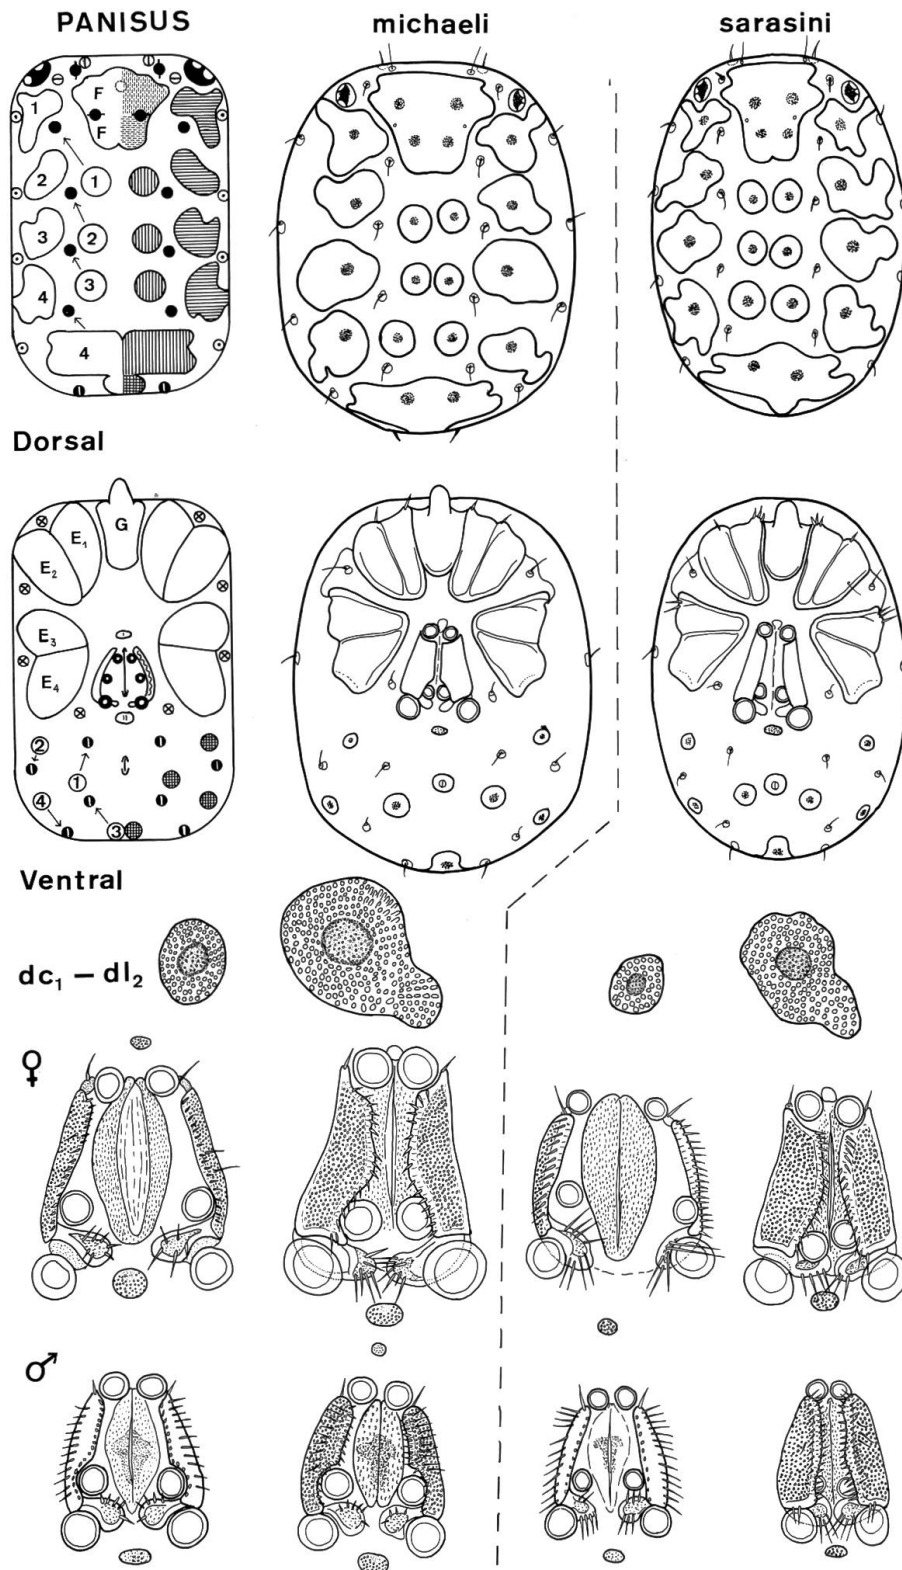 PANISUS michaeli sarasini
F
F
1
2 1
3 2
4 3
4
Dorsal
G
E₁
E₂
E₃ I
E₄
II
2
1
4 3
Ventral
dc₁ – dl₂
♀
♂